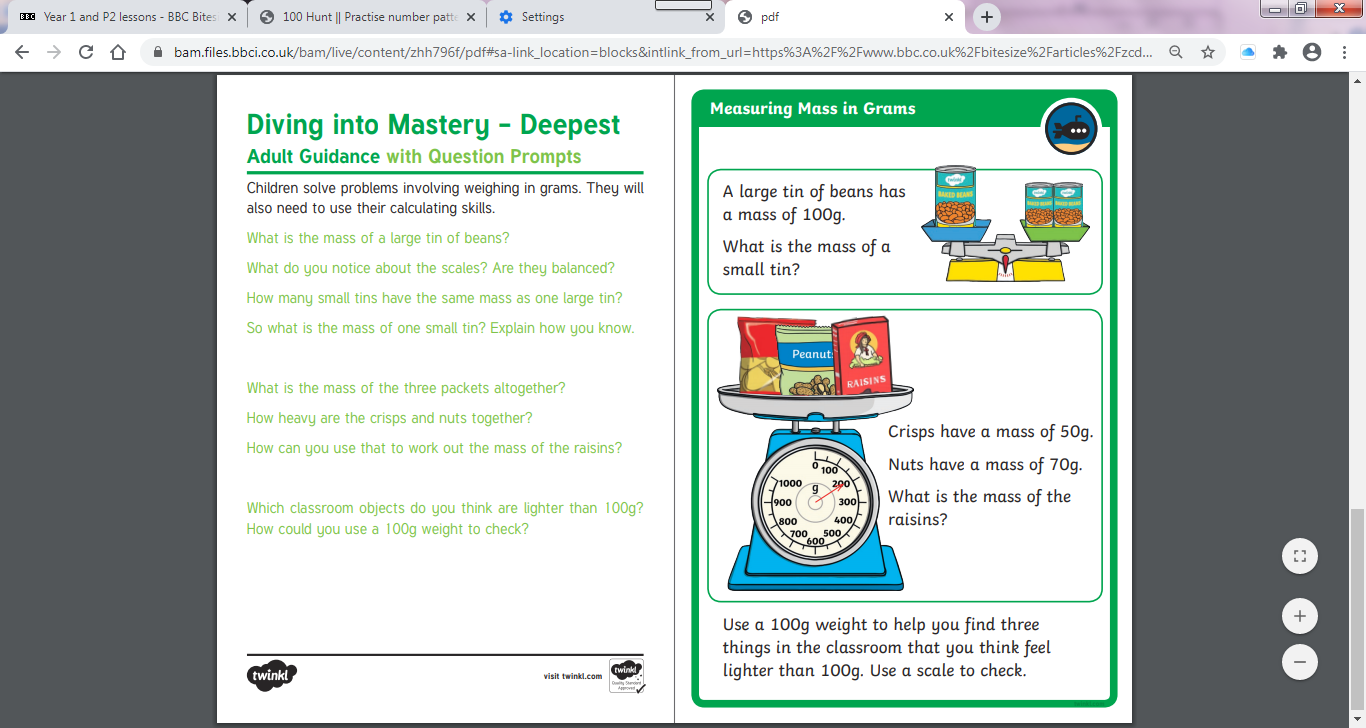 Year 1 and P2 lessons - BBC Bites
100 Hunt || Practise number patte
Settings
pdf
bam.files.bbci.co.uk/bam/live/content/zhh796f/pdf#sa-link_location=blocks&intlink_from_url=https%3A%2F%2Fwww.bbc.co.uk%2Fbitesize%2Farticles%2Fzcd...
Diving into Mastery – Deepest
Adult Guidance with Question Prompts
Children solve problems involving weighing in grams. They will
also need to use their calculating skills.
What is the mass of a large tin of beans?
What do you notice about the scales? Are they balanced?
How many small tins have the same mass as one large tin?
So what is the mass of one small tin? Explain how you know.
What is the mass of the three packets altogether?
How heavy are the crisps and nuts together?
How can you use that to work out the mass of the raisins?
Which classroom objects do you think are lighter than 100g?
How could you use a 100g weight to check?
twinkl
visit twinkl.com
twinkl
Quality Standard
Approved
Measuring Mass in Grams
A large tin of beans has
a mass of 100g.
What is the mass of a
small tin?
twinkl
BAKED BEANS
BAKED BEANS
BAKED BEANS
Peanuts
RAISINS
0
100
200
300
400
500
600
700
800
900
1000
g
Crisps have a mass of 50g.
Nuts have a mass of 70g.
What is the mass of the
raisins?
Use a 100g weight to help you find three
things in the classroom that you think feel
lighter than 100g. Use a scale to check.